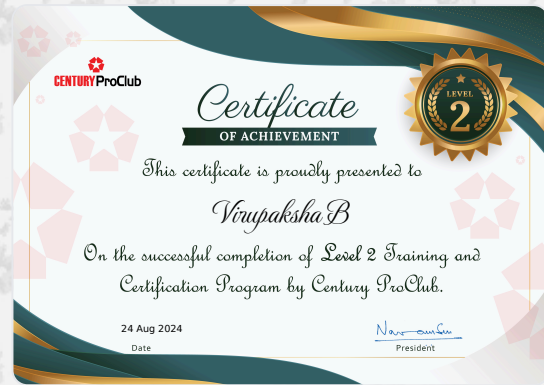 CENTURY ProClub
Certificate
OF ACHIEVEMENT
LEVEL
2
This certificate is proudly presented to
Virupaksha B
On the successful completion of Level 2 Training and
Certification Program by Century ProClub.
24 Aug 2024
Date
President